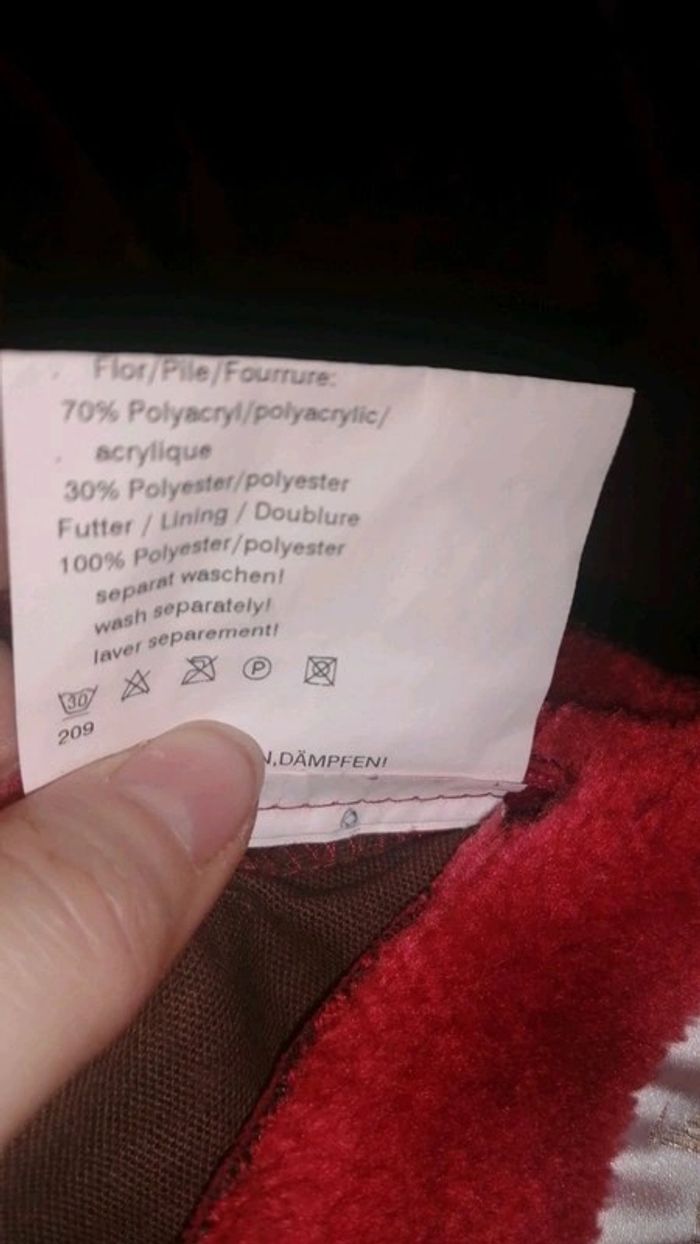 Flor/Pile/Fourrure:
70% Polyacryl/polyacrylic/
acrylique
30% Polyester/polyester
Futter / Lining / Doublure
100% Polyester/polyester
separat waschen!
wash separately!
laver separement!
30 P
209
N,DÄMPFEN!